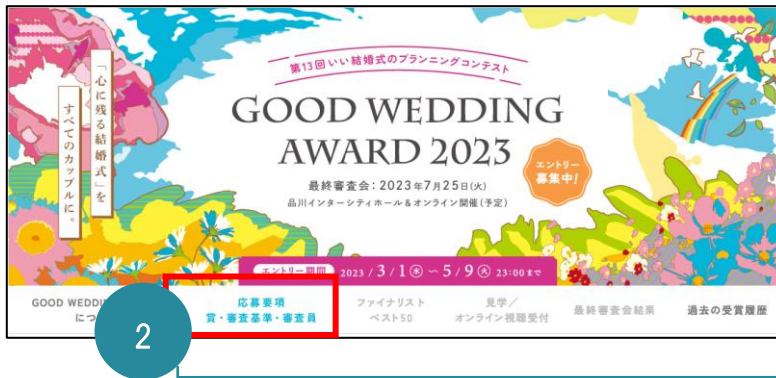 第13回いい結婚式のプランニングコンテスト
「心に残る結婚式」を
すべてのカップルに。
GOOD WEDDING
AWARD 2023
エントリー
募集中!
最終審査会：2023年7月25日(火)
品川インターシティホール＆オンライン開催(予定)
エントリー期間 2023 / 3 / 1 水 〜 5 / 9 火 23:00まで
GOOD
につ
応募要項
賞・審査基準・審査員
ファイナリスト
ベスト50
見学／
オンライン視聴受付
最終審査会結果
過去の受賞履歴
2